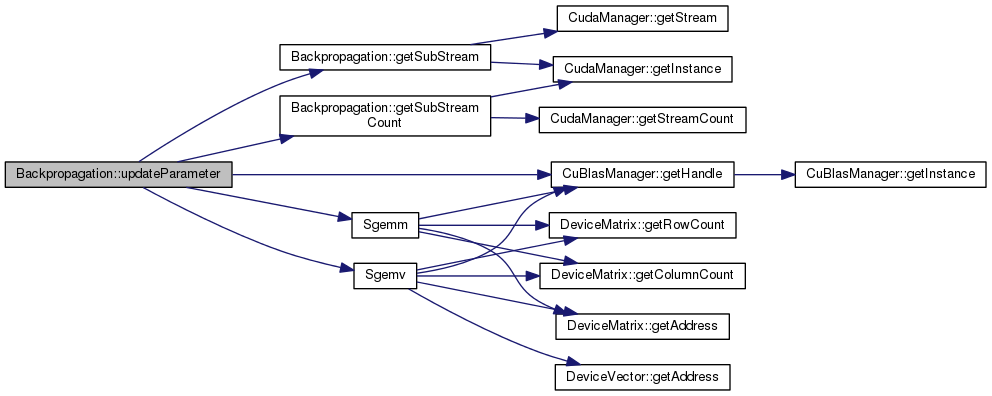 CudaManager::getStream
Backpropagation::getSubStream
CudaManager::getInstance
Backpropagation::getSubStream
Count
CudaManager::getStreamCount
Backpropagation::updateParameter
CuBlasManager::getHandle
CuBlasManager::getInstance
Sgemm
DeviceMatrix::getRowCount
Sgemv
DeviceMatrix::getColumnCount
DeviceMatrix::getAddress
DeviceVector::getAddress